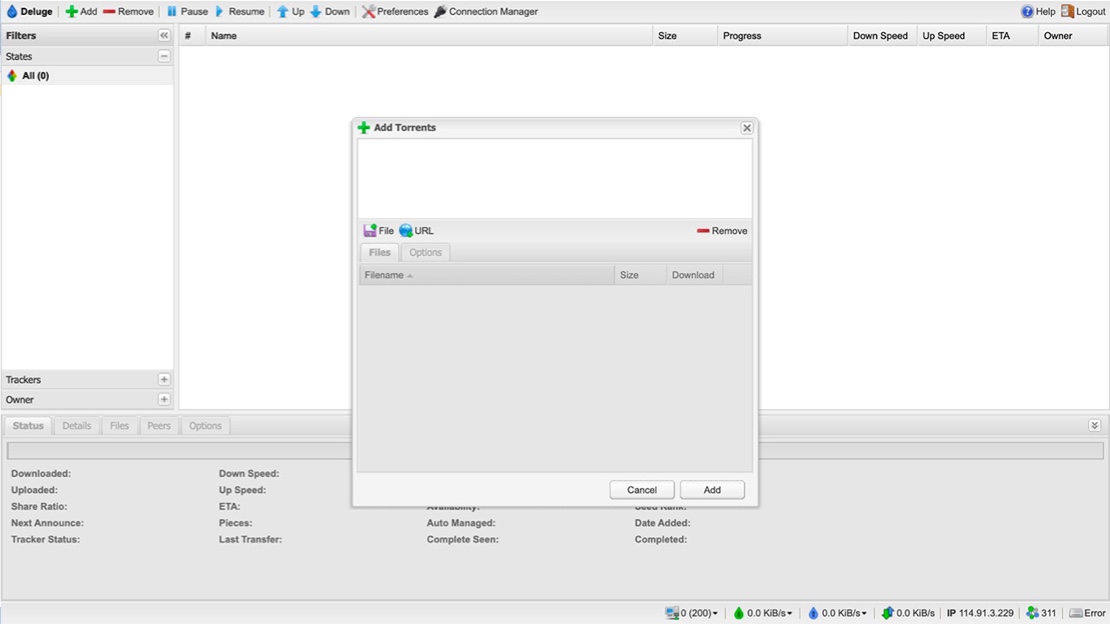 Deluge Add Remove Pause Resume Up Down Preferences Connection Manager Help Logout
Filters # Name Size Progress Down Speed Up Speed ETA Owner
States
All (0)
Add Torrents
File URL Remove
Files Options
Filename Size Download
Trackers
Owner
Status Details Files Peers Options
Downloaded: Down Speed:
Cancel Add
Uploaded: Up Speed:
Share Ratio: ETA: Availability: Seed Rank:
Next Announce: Pieces: Auto Managed: Date Added:
Tracker Status: Last Transfer: Complete Seen: Completed:
0 (200) 0.0 KiB/s 0.0 KiB/s 0.0 KiB/s IP 114.91.3.229 311 Error